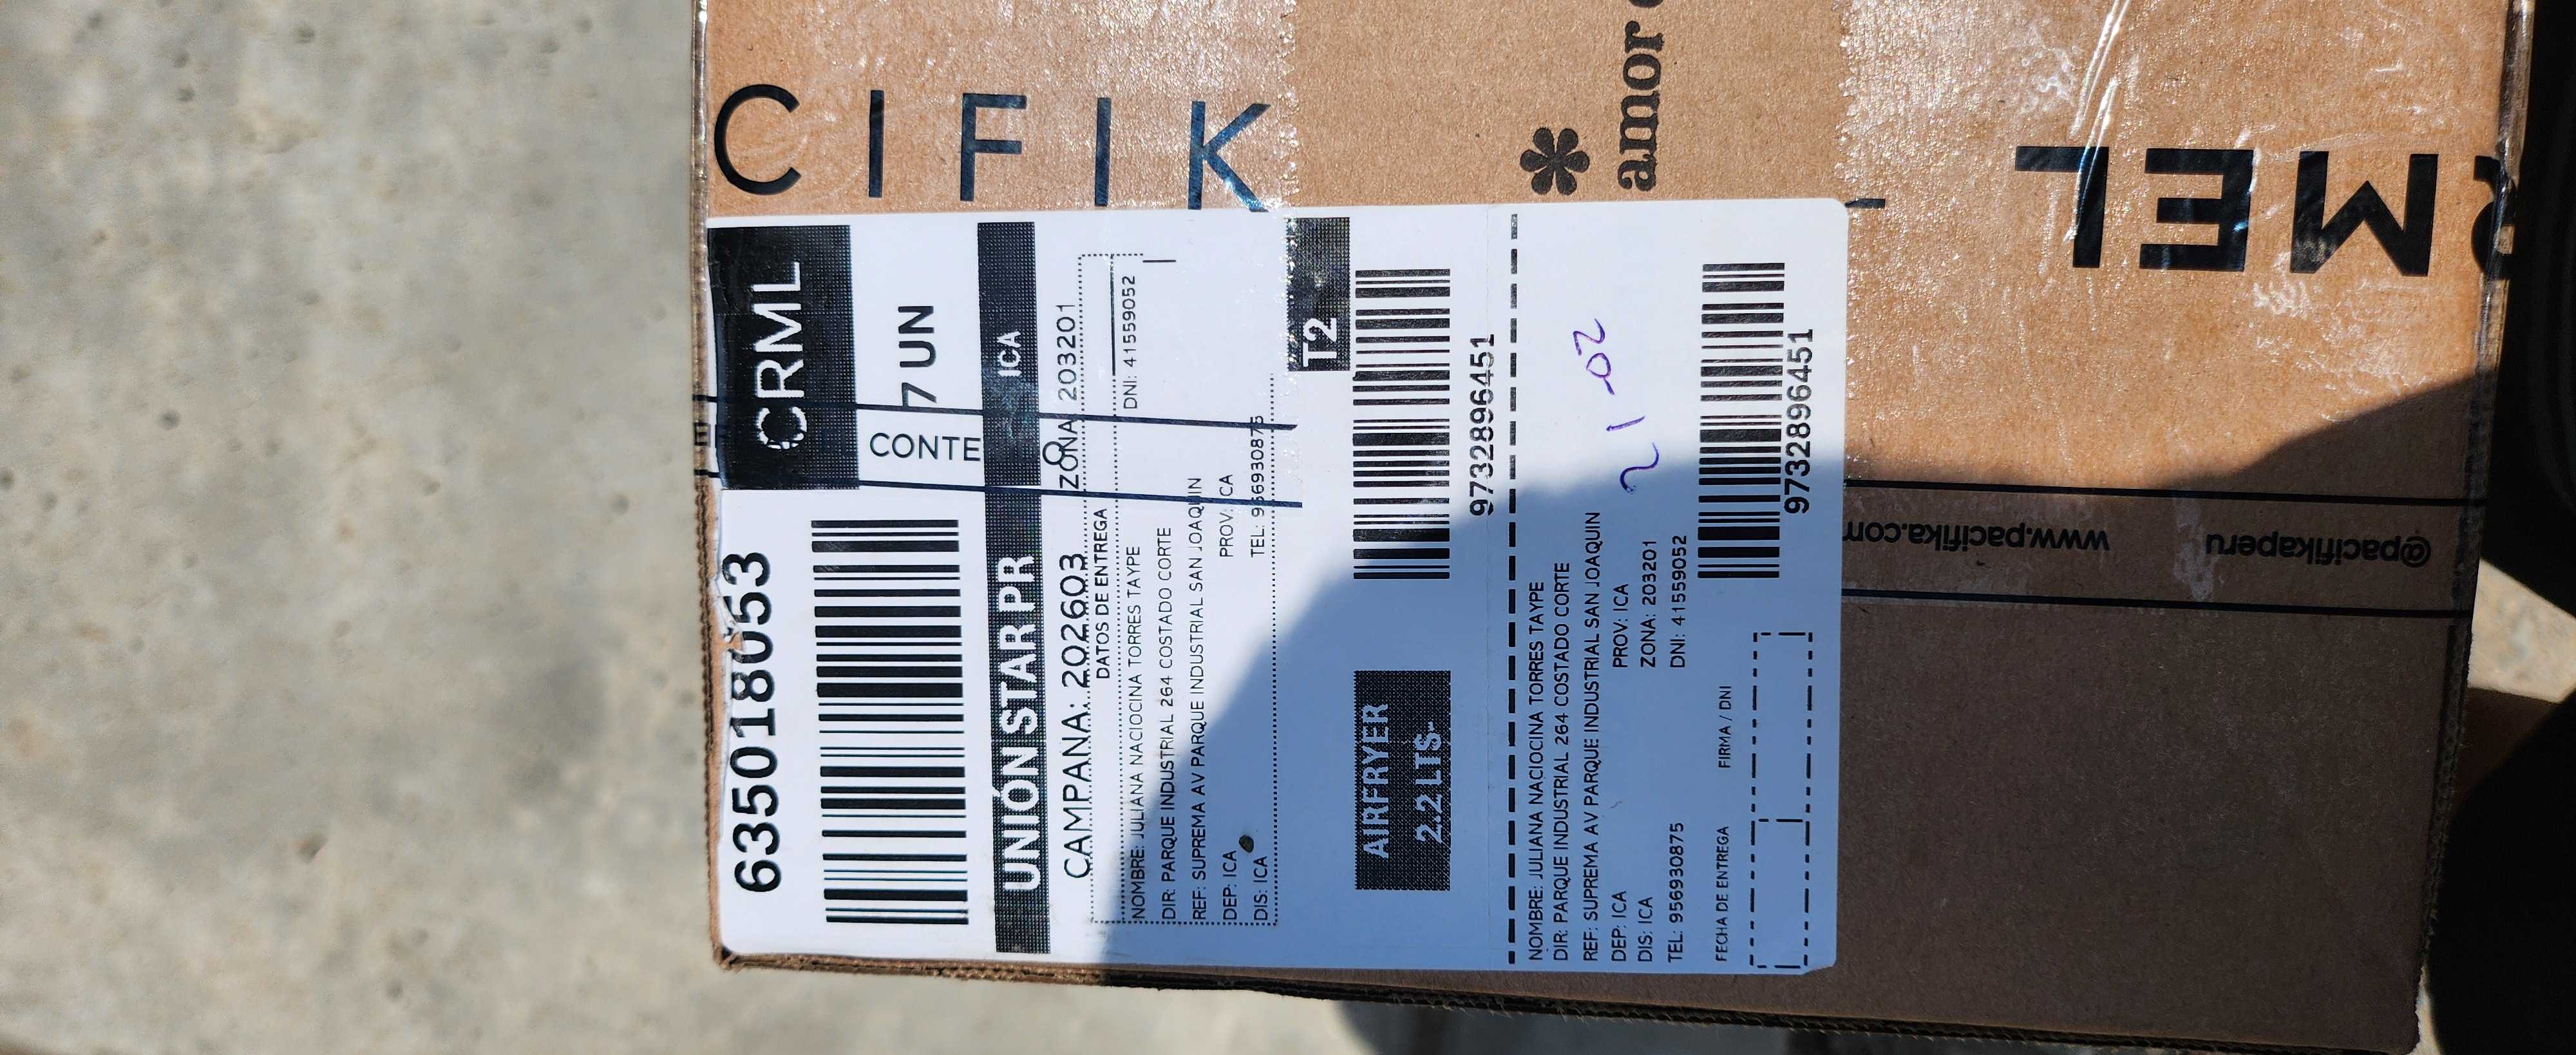 CIFIK
amor
MEL
6350180533
CRML
7 UN
CONTE
UNIÓN STAR PR
ICA
CAMPAÑA: 202603
ZONA: 203201
DATOS DE ENTREGA
NOMBRE: JULIANA NACIOCINA TORRES TAYPE
DNI: 41559052
DIR: PARQUE INDUSTRIAL 264 COSTADO CORTE
REF: SUPREMA AV PARQUE INDUSTRIAL SAN JOAQUIN
DEP: ICA
PROV: ICA
DIS: ICA
TEL: 956930875
T2
AIRFRYER
2.2 LTS-
9732896451
NOMBRE: JULIANA NACIOCINA TORRES TAYPE
DIR: PARQUE INDUSTRIAL 264 COSTADO CORTE
REF: SUPREMA AV PARQUE INDUSTRIAL SAN JOAQUIN
DEP: ICA
PROV: ICA
DIS: ICA
ZONA: 203201
TEL: 956930875
DNI: 41559052
21-02
FECHA DE ENTREGA
FIRMA / DNI
9732896451
www.pacifika.com
@pacifikaperu